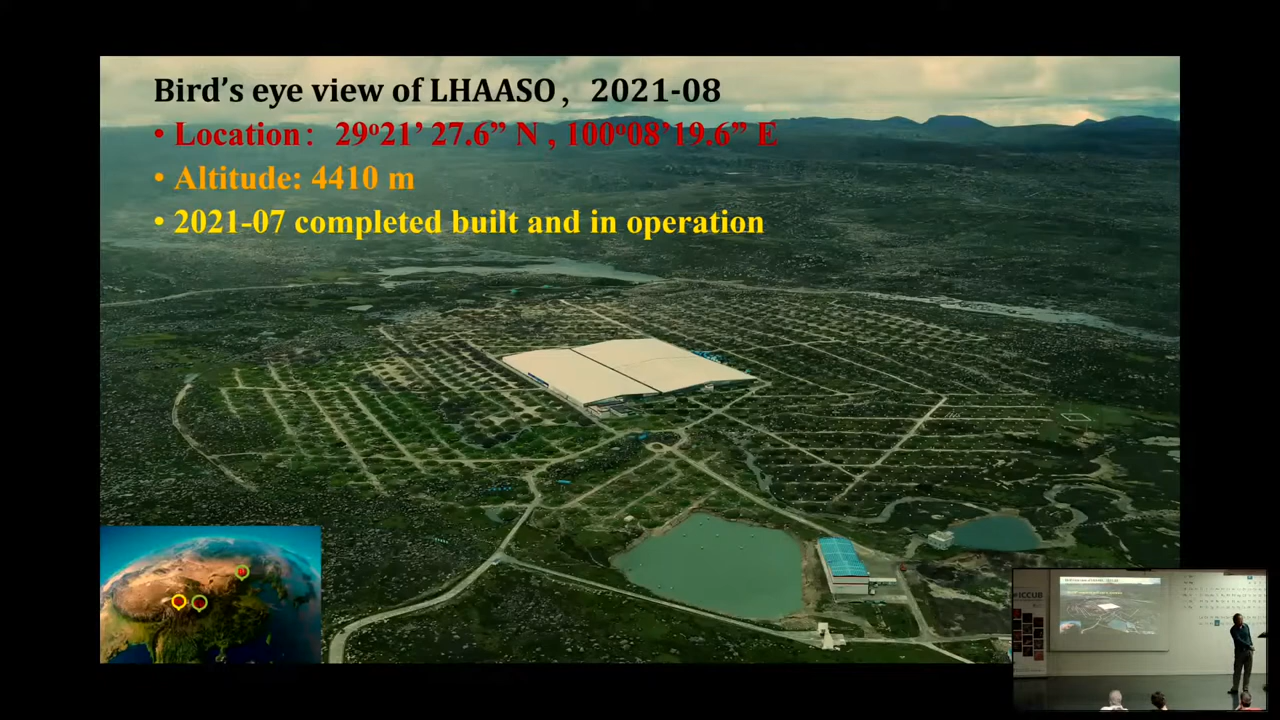 Bird's eye view of LHAASO， 2021-08
• Location： 29o21' 27.6” N , 100o08'19.6” E
• Altitude: 4410 m
• 2021-07 completed built and in operation
ICCUB